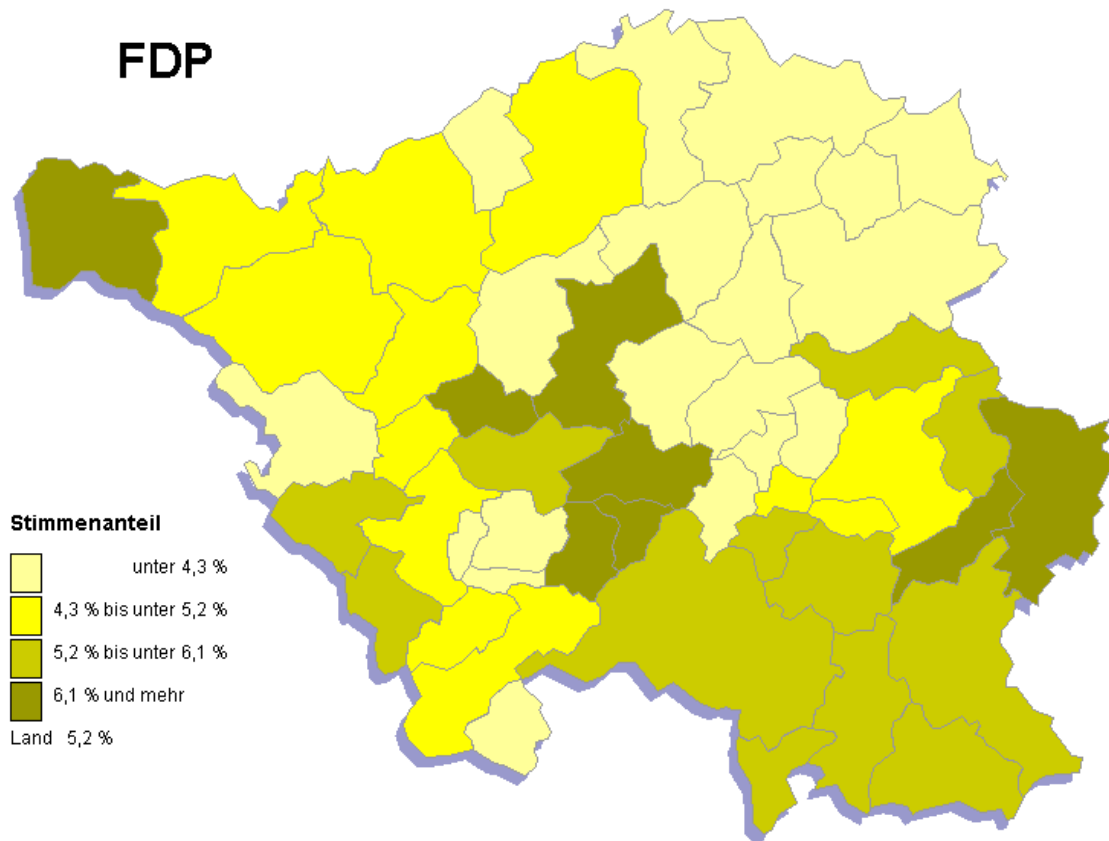 FDP
Stimmenanteil
unter 4,3 %
4,3 % bis unter 5,2 %
5,2 % bis unter 6,1 %
6,1 % und mehr
Land 5,2 %